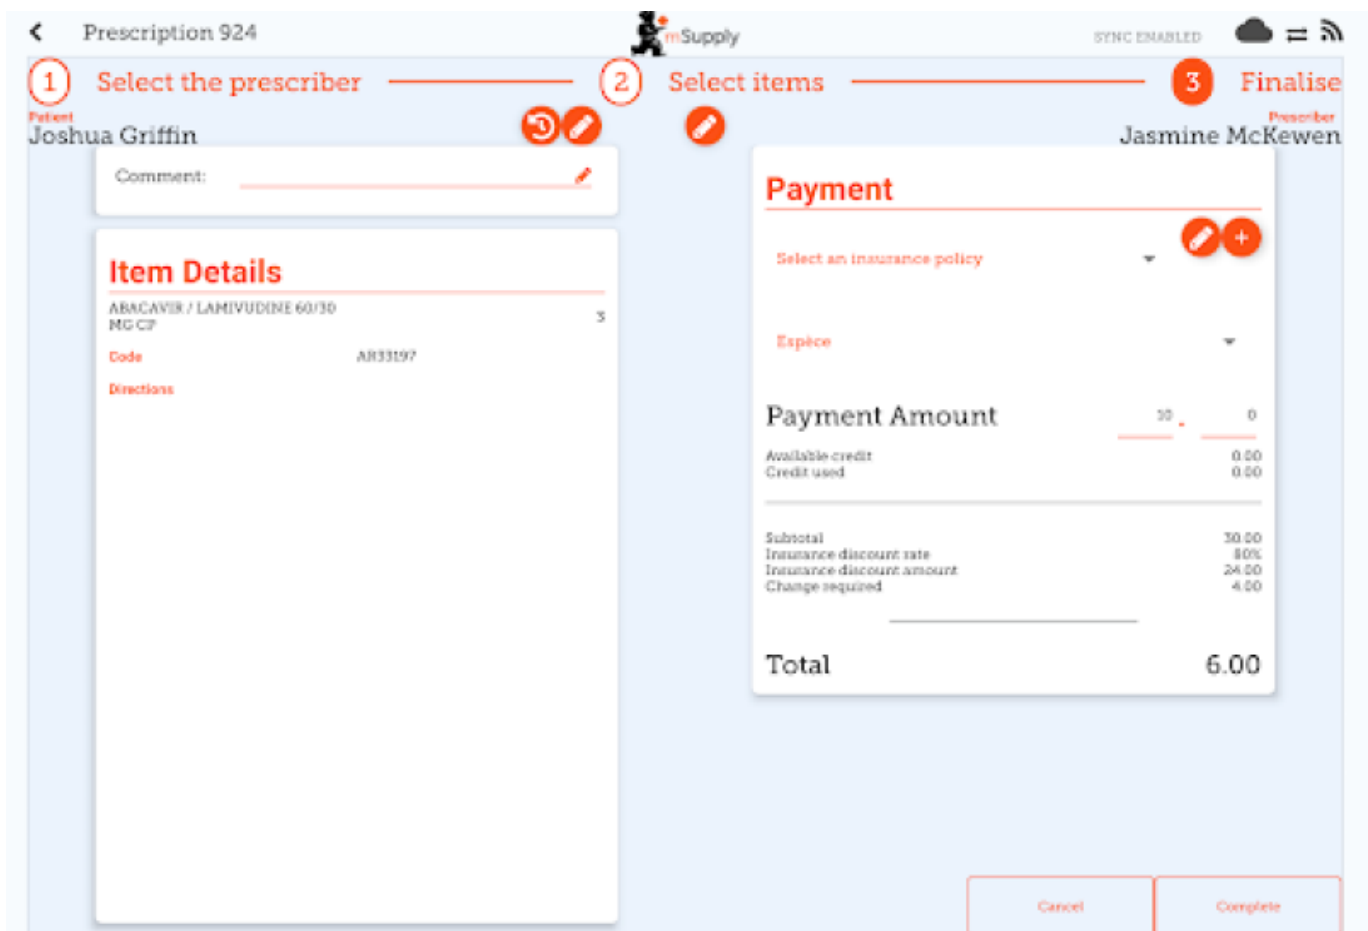 Prescription 924
mSupply
SYNC ENABLED
1 Select the prescriber
2 Select items
3 Finalise
Patient
Joshua Griffin
Prescriber
Jasmine McKewen
Comment:
Item Details
ABACAVIR / LAMIVUDINE 60/30
MG CP
3
Code AR33197
Directions
Payment
Select an insurance policy
Espèce
Payment Amount 10 . 0
Available credit 0.00
Credit used 0.00
Subtotal 30.00
Insurance discount rate 80%
Insurance discount amount 24.00
Change required 4.00
Total 6.00
Cancel
Complete